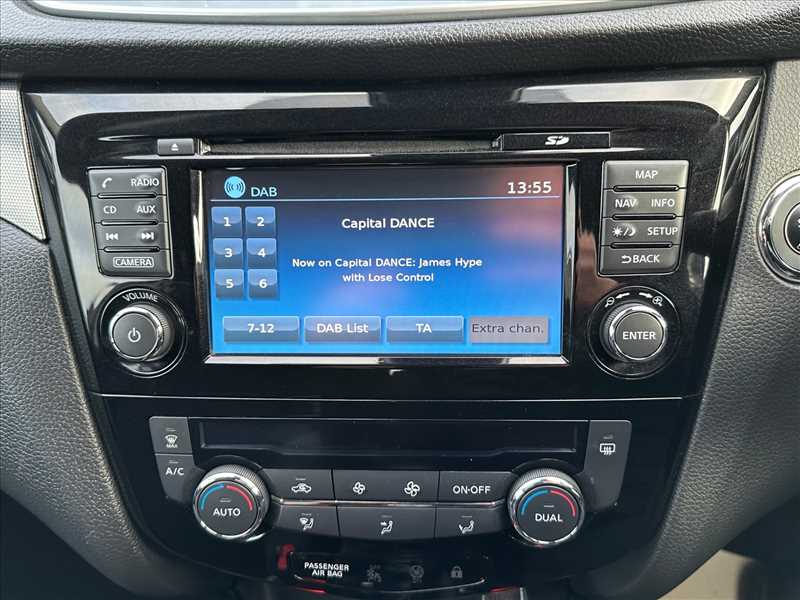 SD
RADIO
CD AUX
CAMERA
VOLUME
DAB
13:55
1 2
3 4
5 6
Capital DANCE
Now on Capital DANCE: James Hype
with Lose Control
7-12
DAB List
TA
Extra chan.
MAP
NAV INFO
SETUP
BACK
ENTER
MAX
A/C
AUTO
ON·OFF
DUAL
PASSENGER
AIR BAG